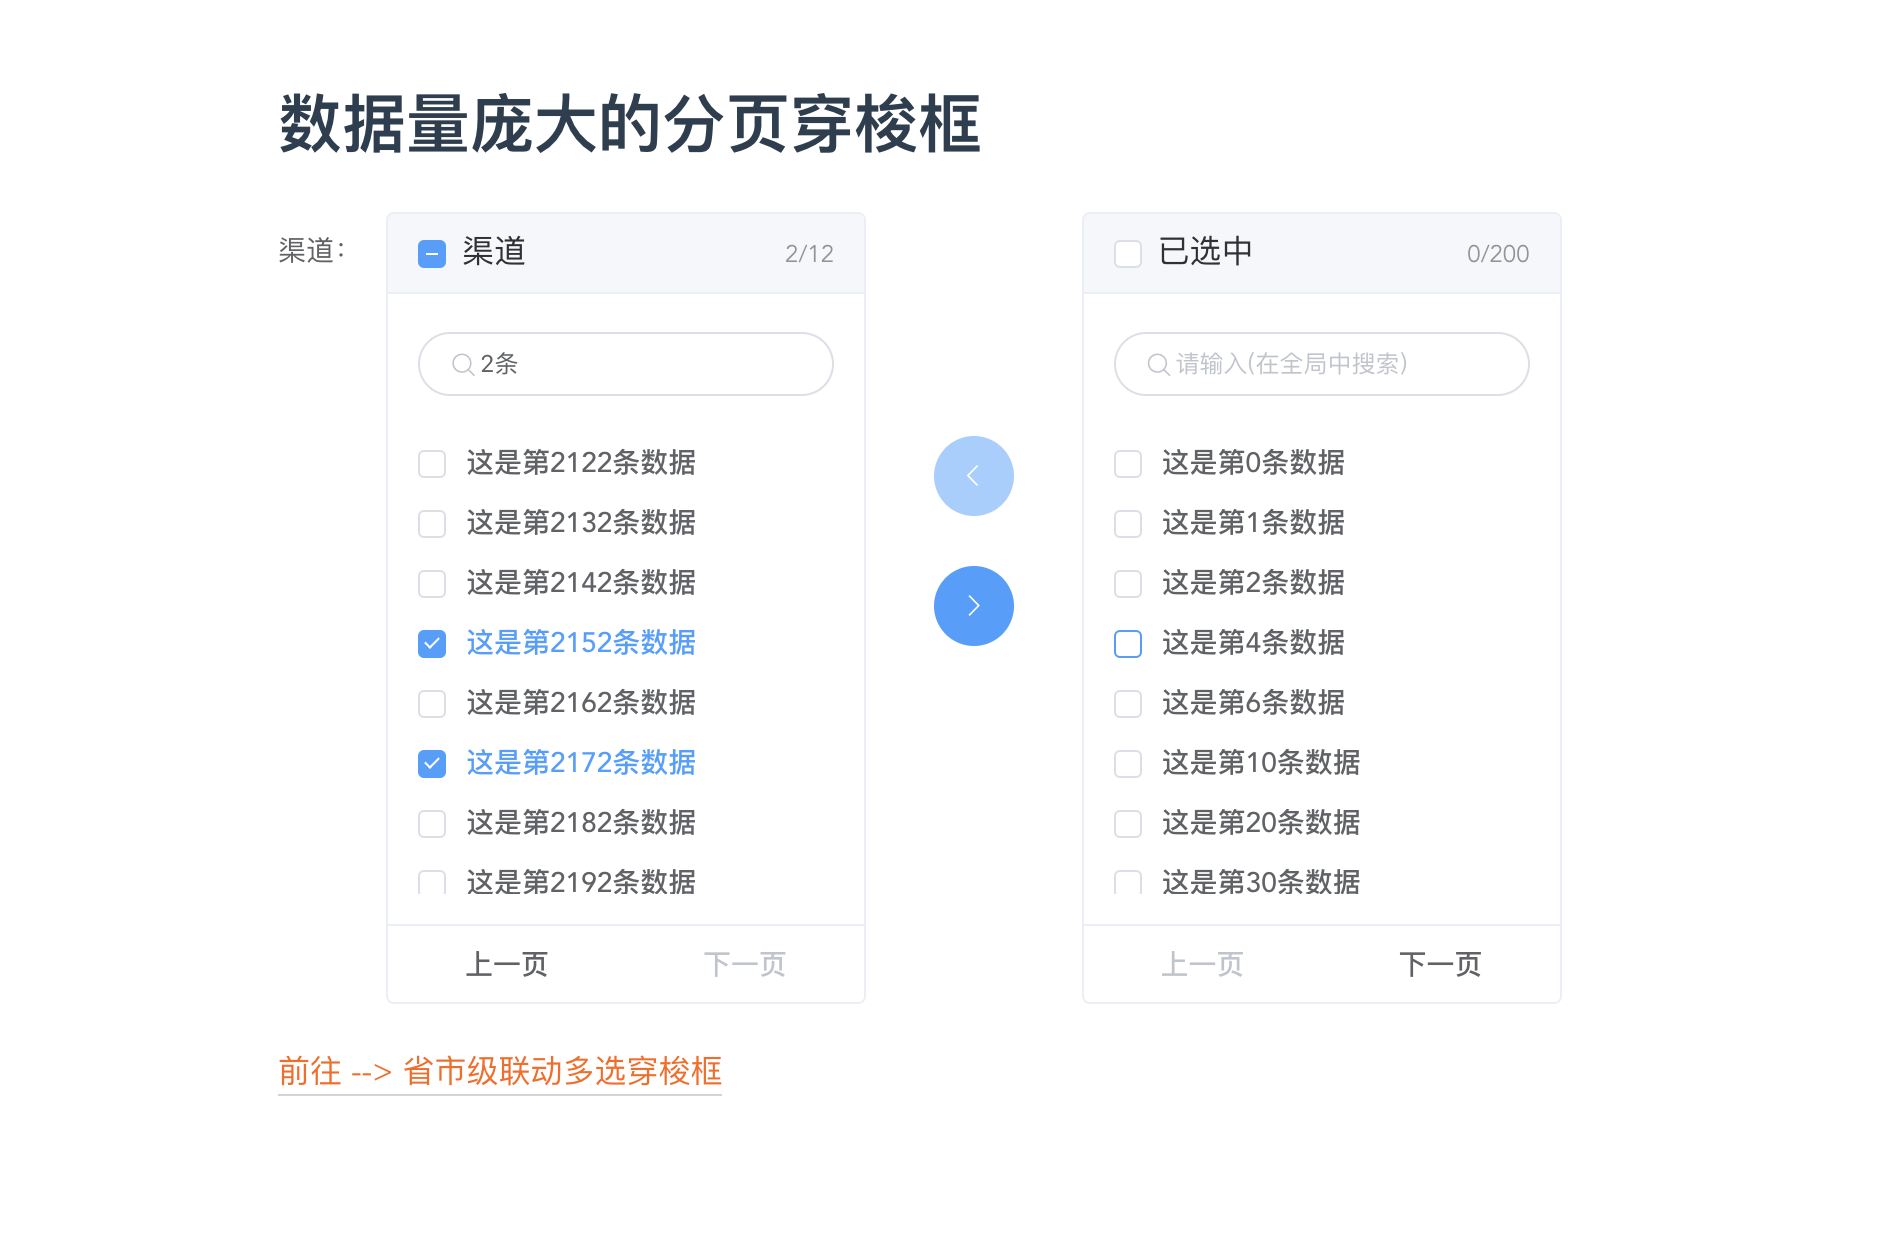 数据量庞大的分页穿梭框
渠道：
渠道 2/12
2条
这是第2122条数据
这是第2132条数据
这是第2142条数据
这是第2152条数据
这是第2162条数据
这是第2172条数据
这是第2182条数据
这是第2192条数据
上一页 下一页
已选中 0/200
请输入(在全局中搜索)
这是第0条数据
这是第1条数据
这是第2条数据
这是第4条数据
这是第6条数据
这是第10条数据
这是第20条数据
这是第30条数据
上一页 下一页
前往 --> 省市级联动多选穿梭框